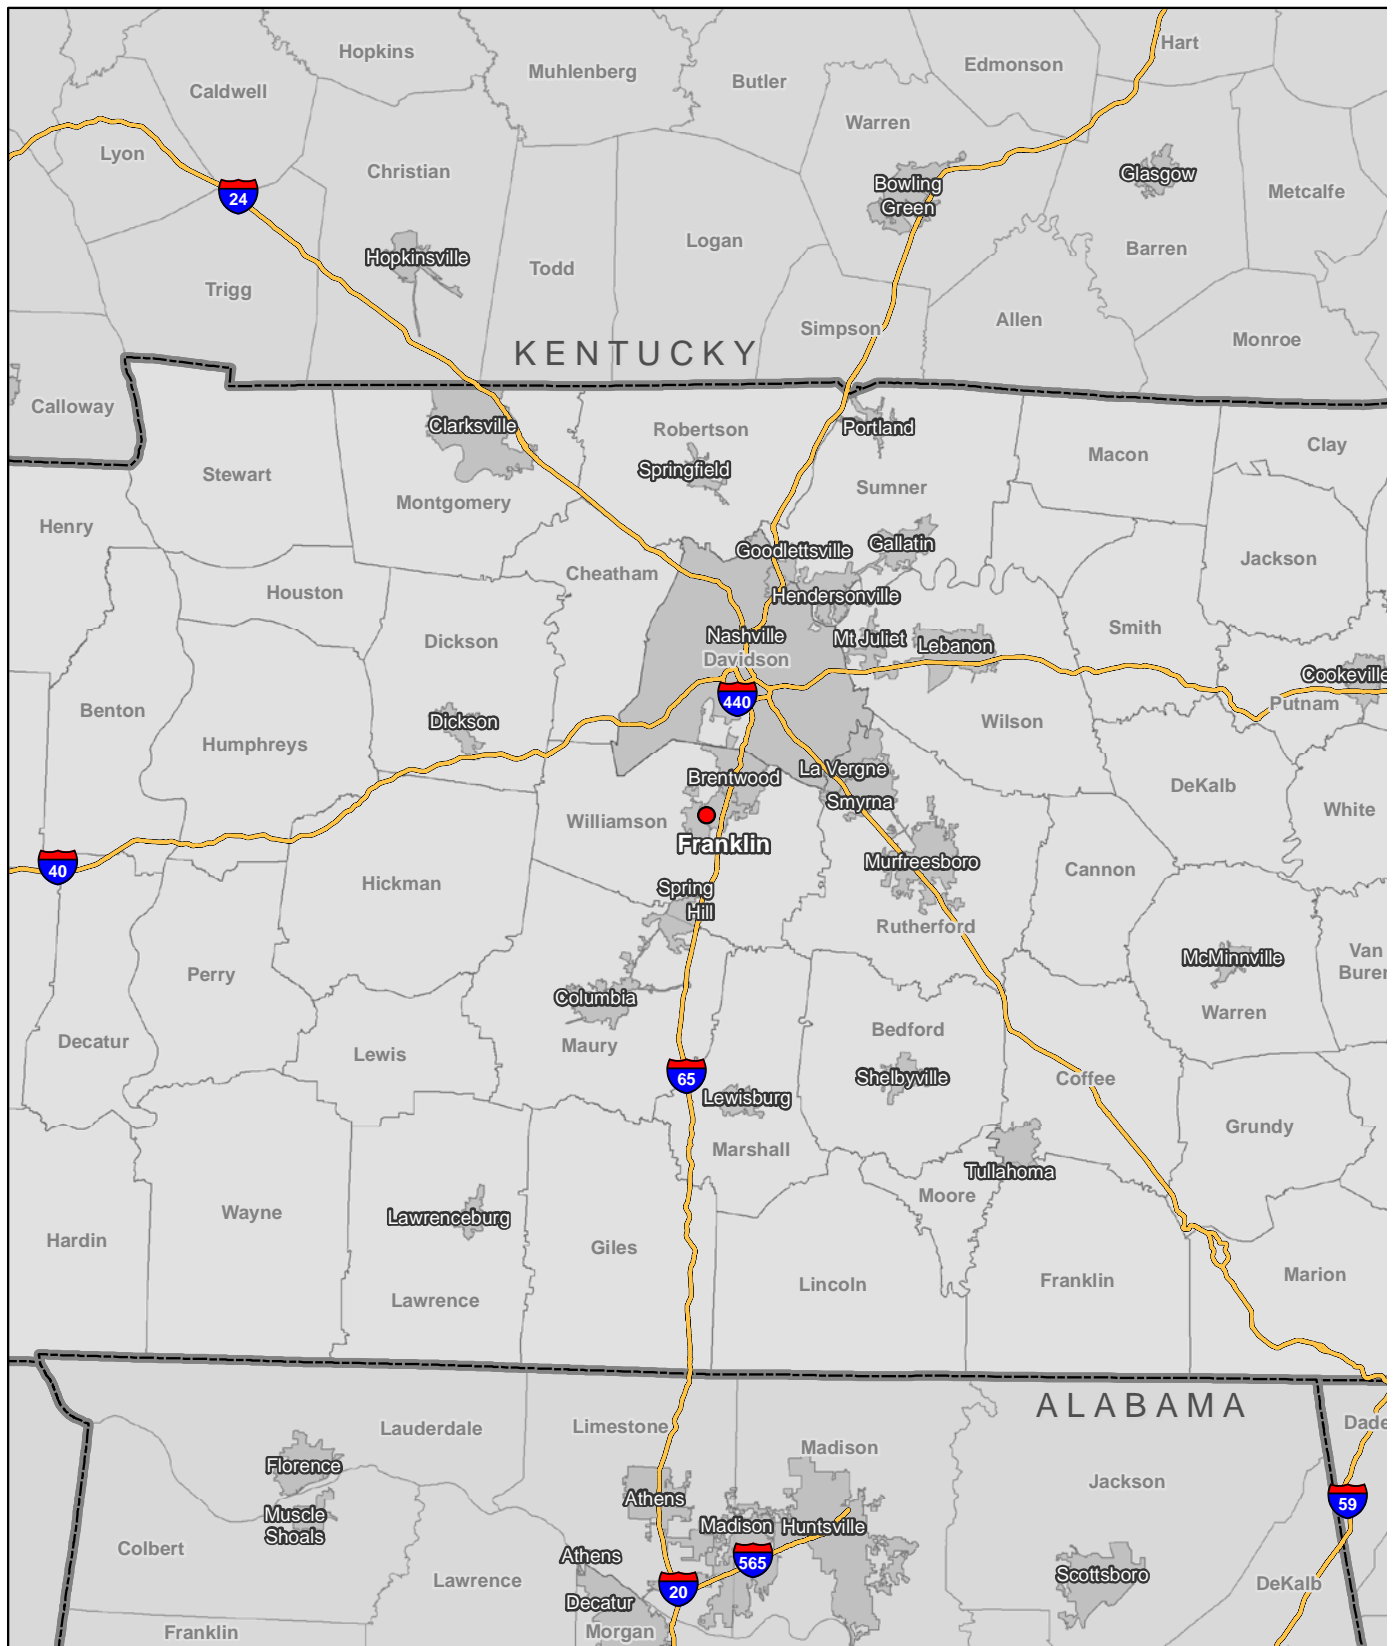 Hopkins
Hart
Muhlenberg
Edmonson
Butler
Caldwell
Warren
Lyon
Christian
Glasgow
Bowling
Green
Metcalfe
24
Logan
Barren
Hopkinsville
Todd
Trigg
Allen
Simpson
Monroe
KENTUCKY
Calloway
Clarksville
Robertson
Portland
Clay
Macon
Springfield
Stewart
Sumner
Montgomery
Henry
Goodlettsville
Gallatin
Jackson
Cheatham
Houston
Hendersonville
Smith
Nashville
Mt Juliet
Lebanon
Dickson
Davidson
Cookeville
440
Putnam
Benton
Dickson
Wilson
Humphreys
La Vergne
Brentwood
DeKalb
Smyrna
White
Williamson
Franklin
40
Murfreesboro
Cannon
Hickman
Spring
Hill
Rutherford
McMinnville
Van
Buren
Perry
Columbia
Warren
Bedford
Decatur
Maury
Lewis
65
Shelbyville
Coffee
Lewisburg
Grundy
Marshall
Tullahoma
Moore
Wayne
Lawrenceburg
Hardin
Giles
Lincoln
Franklin
Marion
Lawrence
ALABAMA
Dade
Lauderdale
Limestone
Madison
Florence
Jackson
Athens
59
Muscle
Shoals
Madison
Huntsville
Colbert
Athens
565
Scottsboro
Lawrence
20
DeKalb
Decatur
Franklin
Morgan